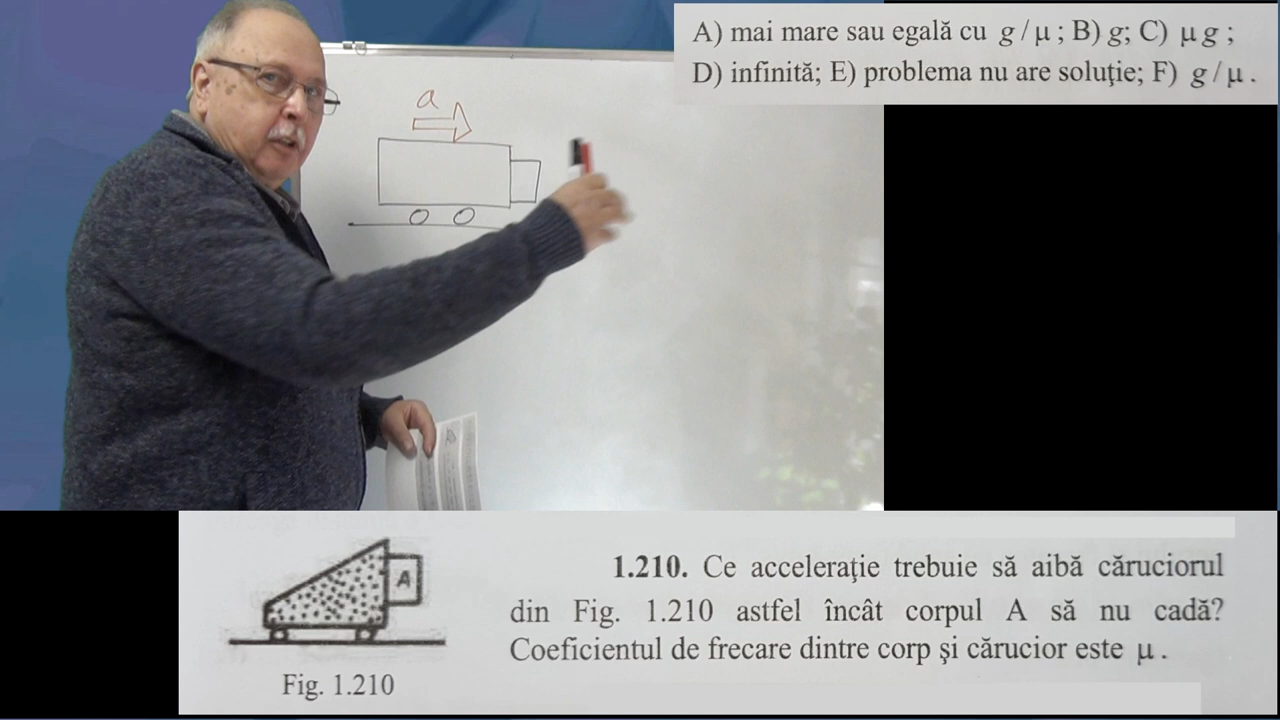 A) mai mare sau egală cu g / μ ; B) g; C) μ g ;
D) infinită; E) problema nu are soluţie; F) g / μ .
a
A
1.210. Ce acceleraţie trebuie să aibă căruciorul
din Fig. 1.210 astfel încât corpul A să nu cadă?
Coeficientul de frecare dintre corp şi cărucior este μ .
Fig. 1.210